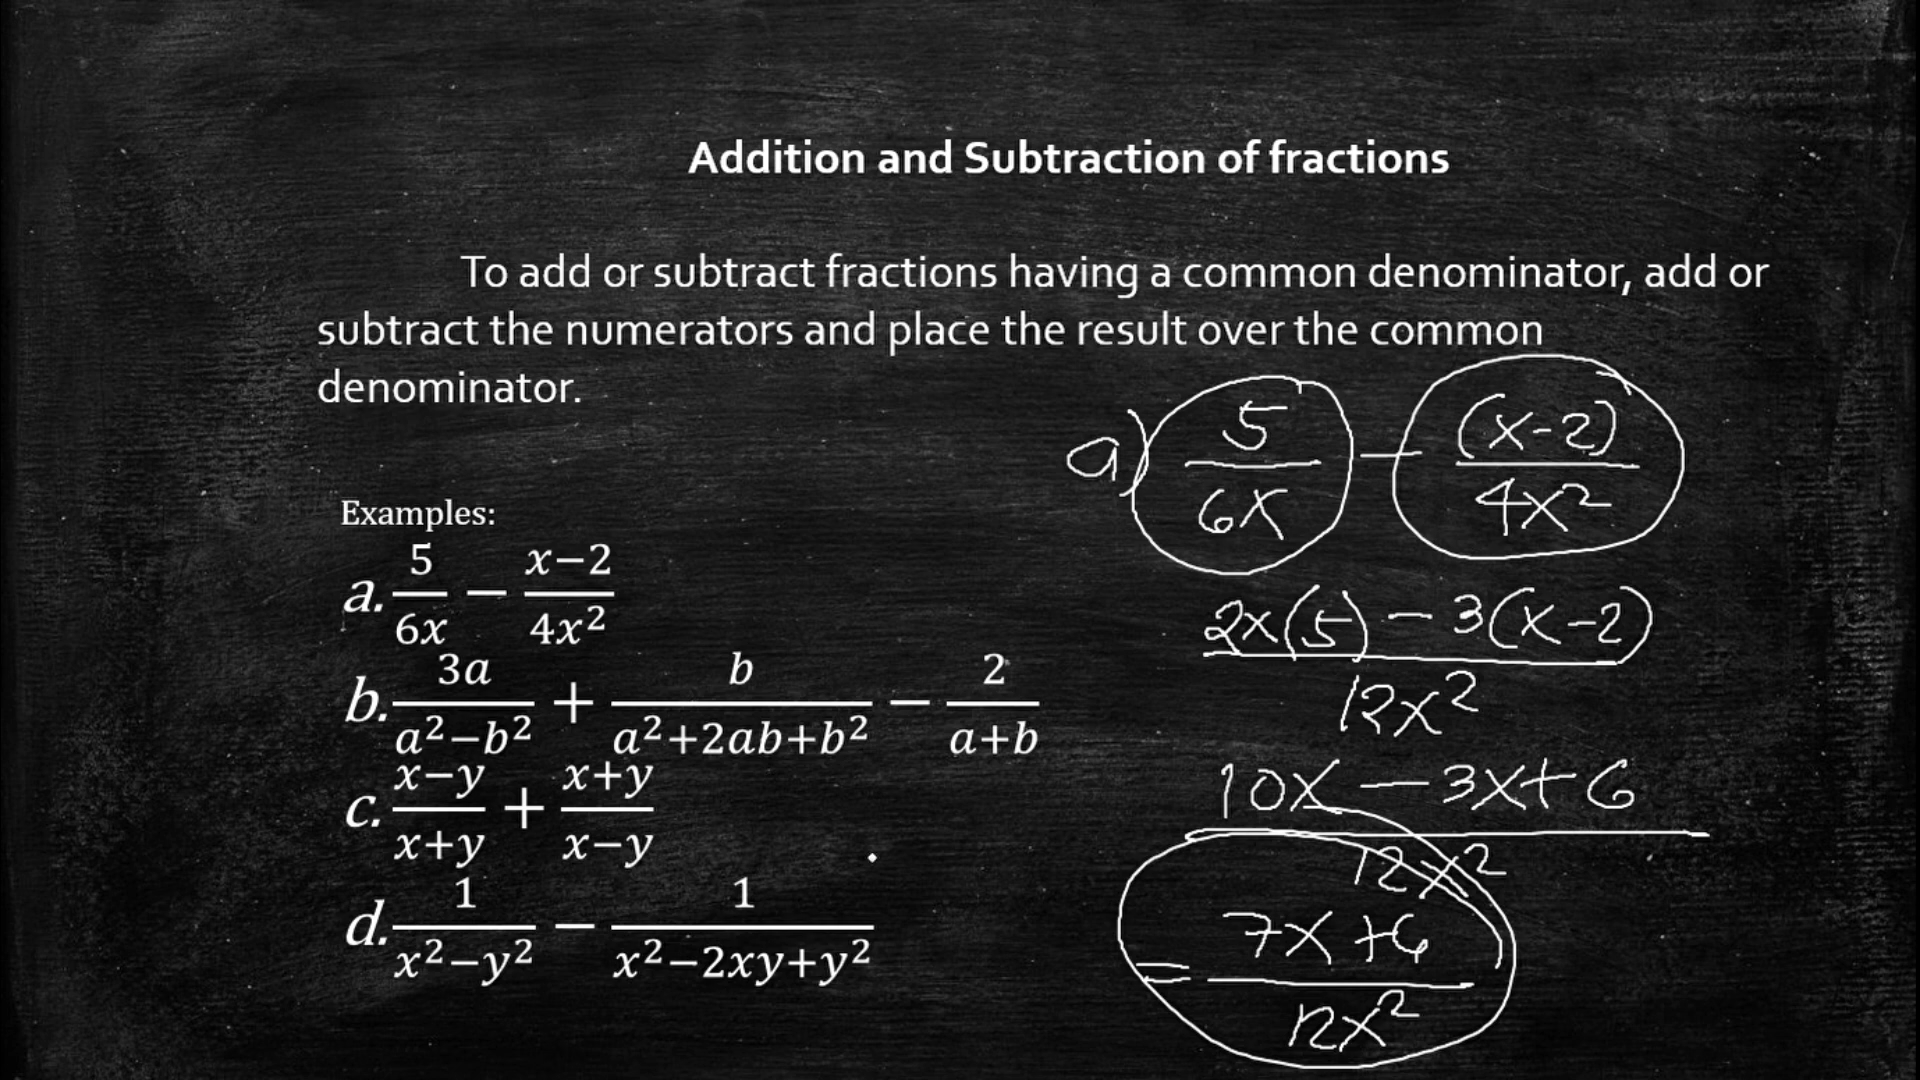 Addition and Subtraction of fractions
To add or subtract fractions having a common denominator, add or
subtract the numerators and place the result over the common
denominator.
Examples:
a. 5/6x − x−2/4x²
b. 3a/a²−b² + b/a²+2ab+b² − 2/a+b
c. x−y/x+y + x+y/x−y .
d. 1/x²−y² − 1/x²−2xy+y²
a) 5/6x − (x-2)/4x²
2x(5) − 3(x-2)/12x²
10x − 3x+6/12x²
= 7x+6/12x²